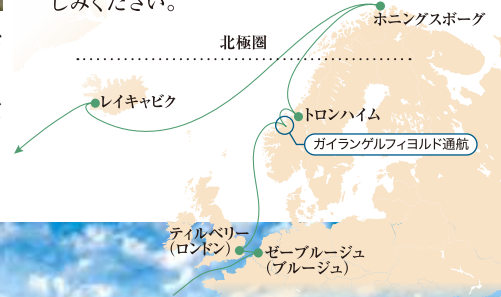 しみください。
ホニングスボーグ
北極圏
レイキャビク
トロンハイム
ガイランゲルフィヨルド通航
ティルベリー
（ロンドン）
ゼーブルージュ
（ブルージュ）